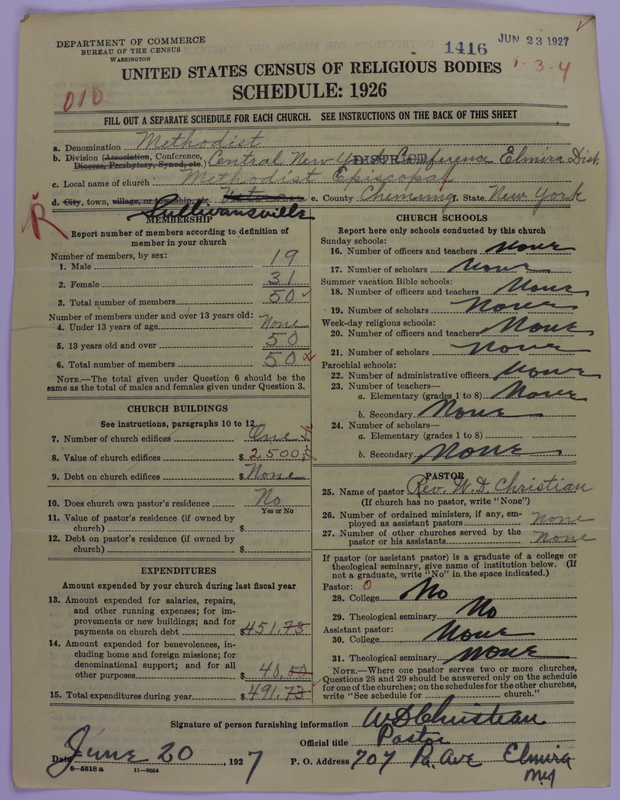 DEPARTMENT OF COMMERCE
BUREAU OF THE CENSUS
WASHINGTON
1416
JUN 23 1927
1-3-4
010
UNITED STATES CENSUS OF RELIGIOUS BODIES
SCHEDULE: 1926
FILL OUT A SEPARATE SCHEDULE FOR EACH CHURCH. SEE INSTRUCTIONS ON THE BACK OF THIS SHEET
a. Denomination Methodist
b. Division (Association, Conference, Diocese, Presbytery, Synod, etc.) Central New York Conference Elmira Dist.
DISTRICT
c. Local name of church Methodist Episcopal
d. City, town, village, or township, etc. e. County Chemung f. State New York
Sullivansville
R
MEMBERSHIP
Report number of members according to definition of
member in your church
Number of members, by sex:
1. Male 19
2. Female 31
3. Total number of members 50
Number of members under and over 13 years old:
4. Under 13 years of age None
5. 13 years old and over 50
6. Total number of members 50
NOTE.—The total given under Question 6 should be the
same as the total of males and females given under Question 3.
CHURCH BUILDINGS
See instructions, paragraphs 10 to 12
7. Number of church edifices One
8. Value of church edifices $ 2500
9. Debt on church edifices $ None
10. Does church own pastor's residence No
Yes or No
11. Value of pastor's residence (if owned by
church) $
12. Debt on pastor's residence (if owned by
church) $
EXPENDITURES
Amount expended by your church during last fiscal year
13. Amount expended for salaries, repairs,
and other running expenses; for im-
provements or new buildings; and for
payments on church debt $ 451.73
14. Amount expended for benevolences, in-
cluding home and foreign missions; for
denominational support; and for all
other purposes $ 40.00
15. Total expenditures during year $ 491.73
CHURCH SCHOOLS
Report here only schools conducted by this church
Sunday schools:
16. Number of officers and teachers None
17. Number of scholars None
Summer vacation Bible schools:
18. Number of officers and teachers None
19. Number of scholars None
Week-day religious schools:
20. Number of officers and teachers None
21. Number of scholars None
Parochial schools:
22. Number of administrative officers None
23. Number of teachers—
a. Elementary (grades 1 to 8) None
b. Secondary None
24. Number of scholars—
a. Elementary (grades 1 to 8)
b. Secondary None
PASTOR
25. Name of pastor Rev. W. D. Christian
(If church has no pastor, write "None")
26. Number of ordained ministers, if any, em-
ployed as assistant pastors none
27. Number of other churches served by the
pastor or his assistants none
If pastor (or assistant pastor) is a graduate of a college or
theological seminary, give name of institution below. (If
not a graduate, write "No" in the space indicated.)
Pastor: 0
28. College No
29. Theological seminary No
Assistant pastor:
30. College None
31. Theological seminary None
NOTE.—Where one pastor serves two or more churches,
Questions 28 and 29 should be answered only on the schedule
for one of the churches; on the schedules for the other churches,
write "See schedule for church."
Signature of person furnishing information W D Christian
Official title Pastor
Date June 20, 1927 P. O. Address 707 Pa. Ave Elmira
N.Y.
8-5518 a 11-9064